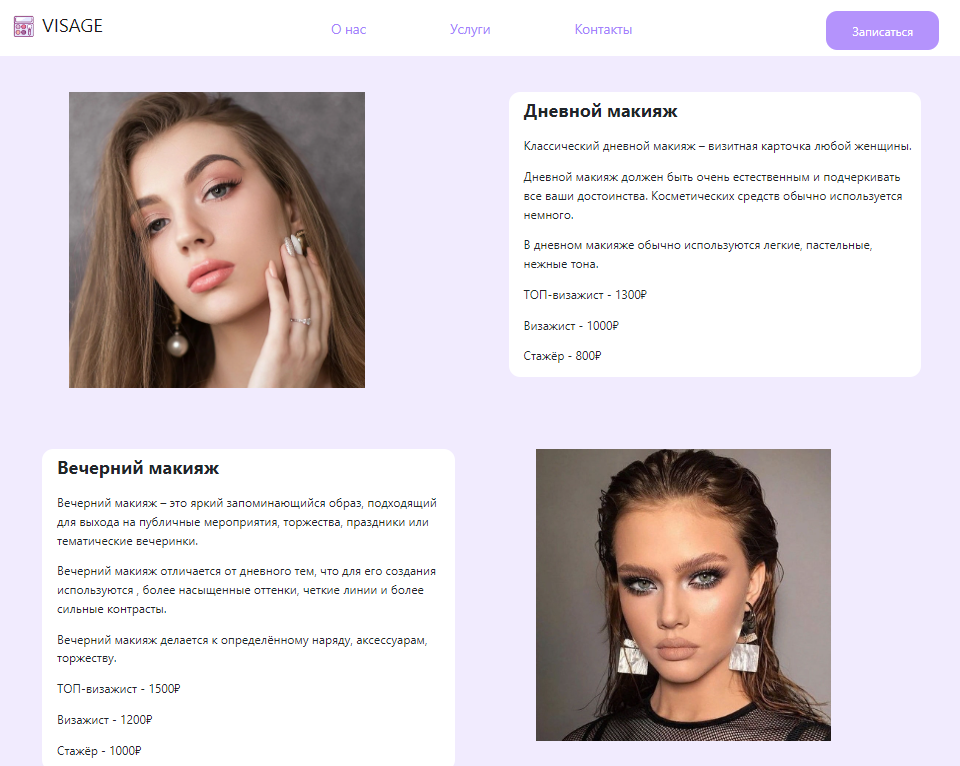 VISAGE
О нас
Услуги
Контакты
Записаться
Дневной макияж
Классический дневной макияж – визитная карточка любой женщины.
Дневной макияж должен быть очень естественным и подчеркивать
все ваши достоинства. Косметических средств обычно используется
немного.
В дневном макияже обычно используются легкие, пастельные,
нежные тона.
ТОП-визажист - 1300₽
Визажист - 1000₽
Стажёр - 800₽
Вечерний макияж
Вечерний макияж – это яркий запоминающийся образ, подходящий
для выхода на публичные мероприятия, торжества, праздники или
тематические вечеринки.
Вечерний макияж отличается от дневного тем, что для его создания
используются , более насыщенные оттенки, четкие линии и более
сильные контрасты.
Вечерний макияж делается к определённому наряду, аксессуарам,
торжеству.
ТОП-визажист - 1500₽
Визажист - 1200₽
Стажёр - 1000₽